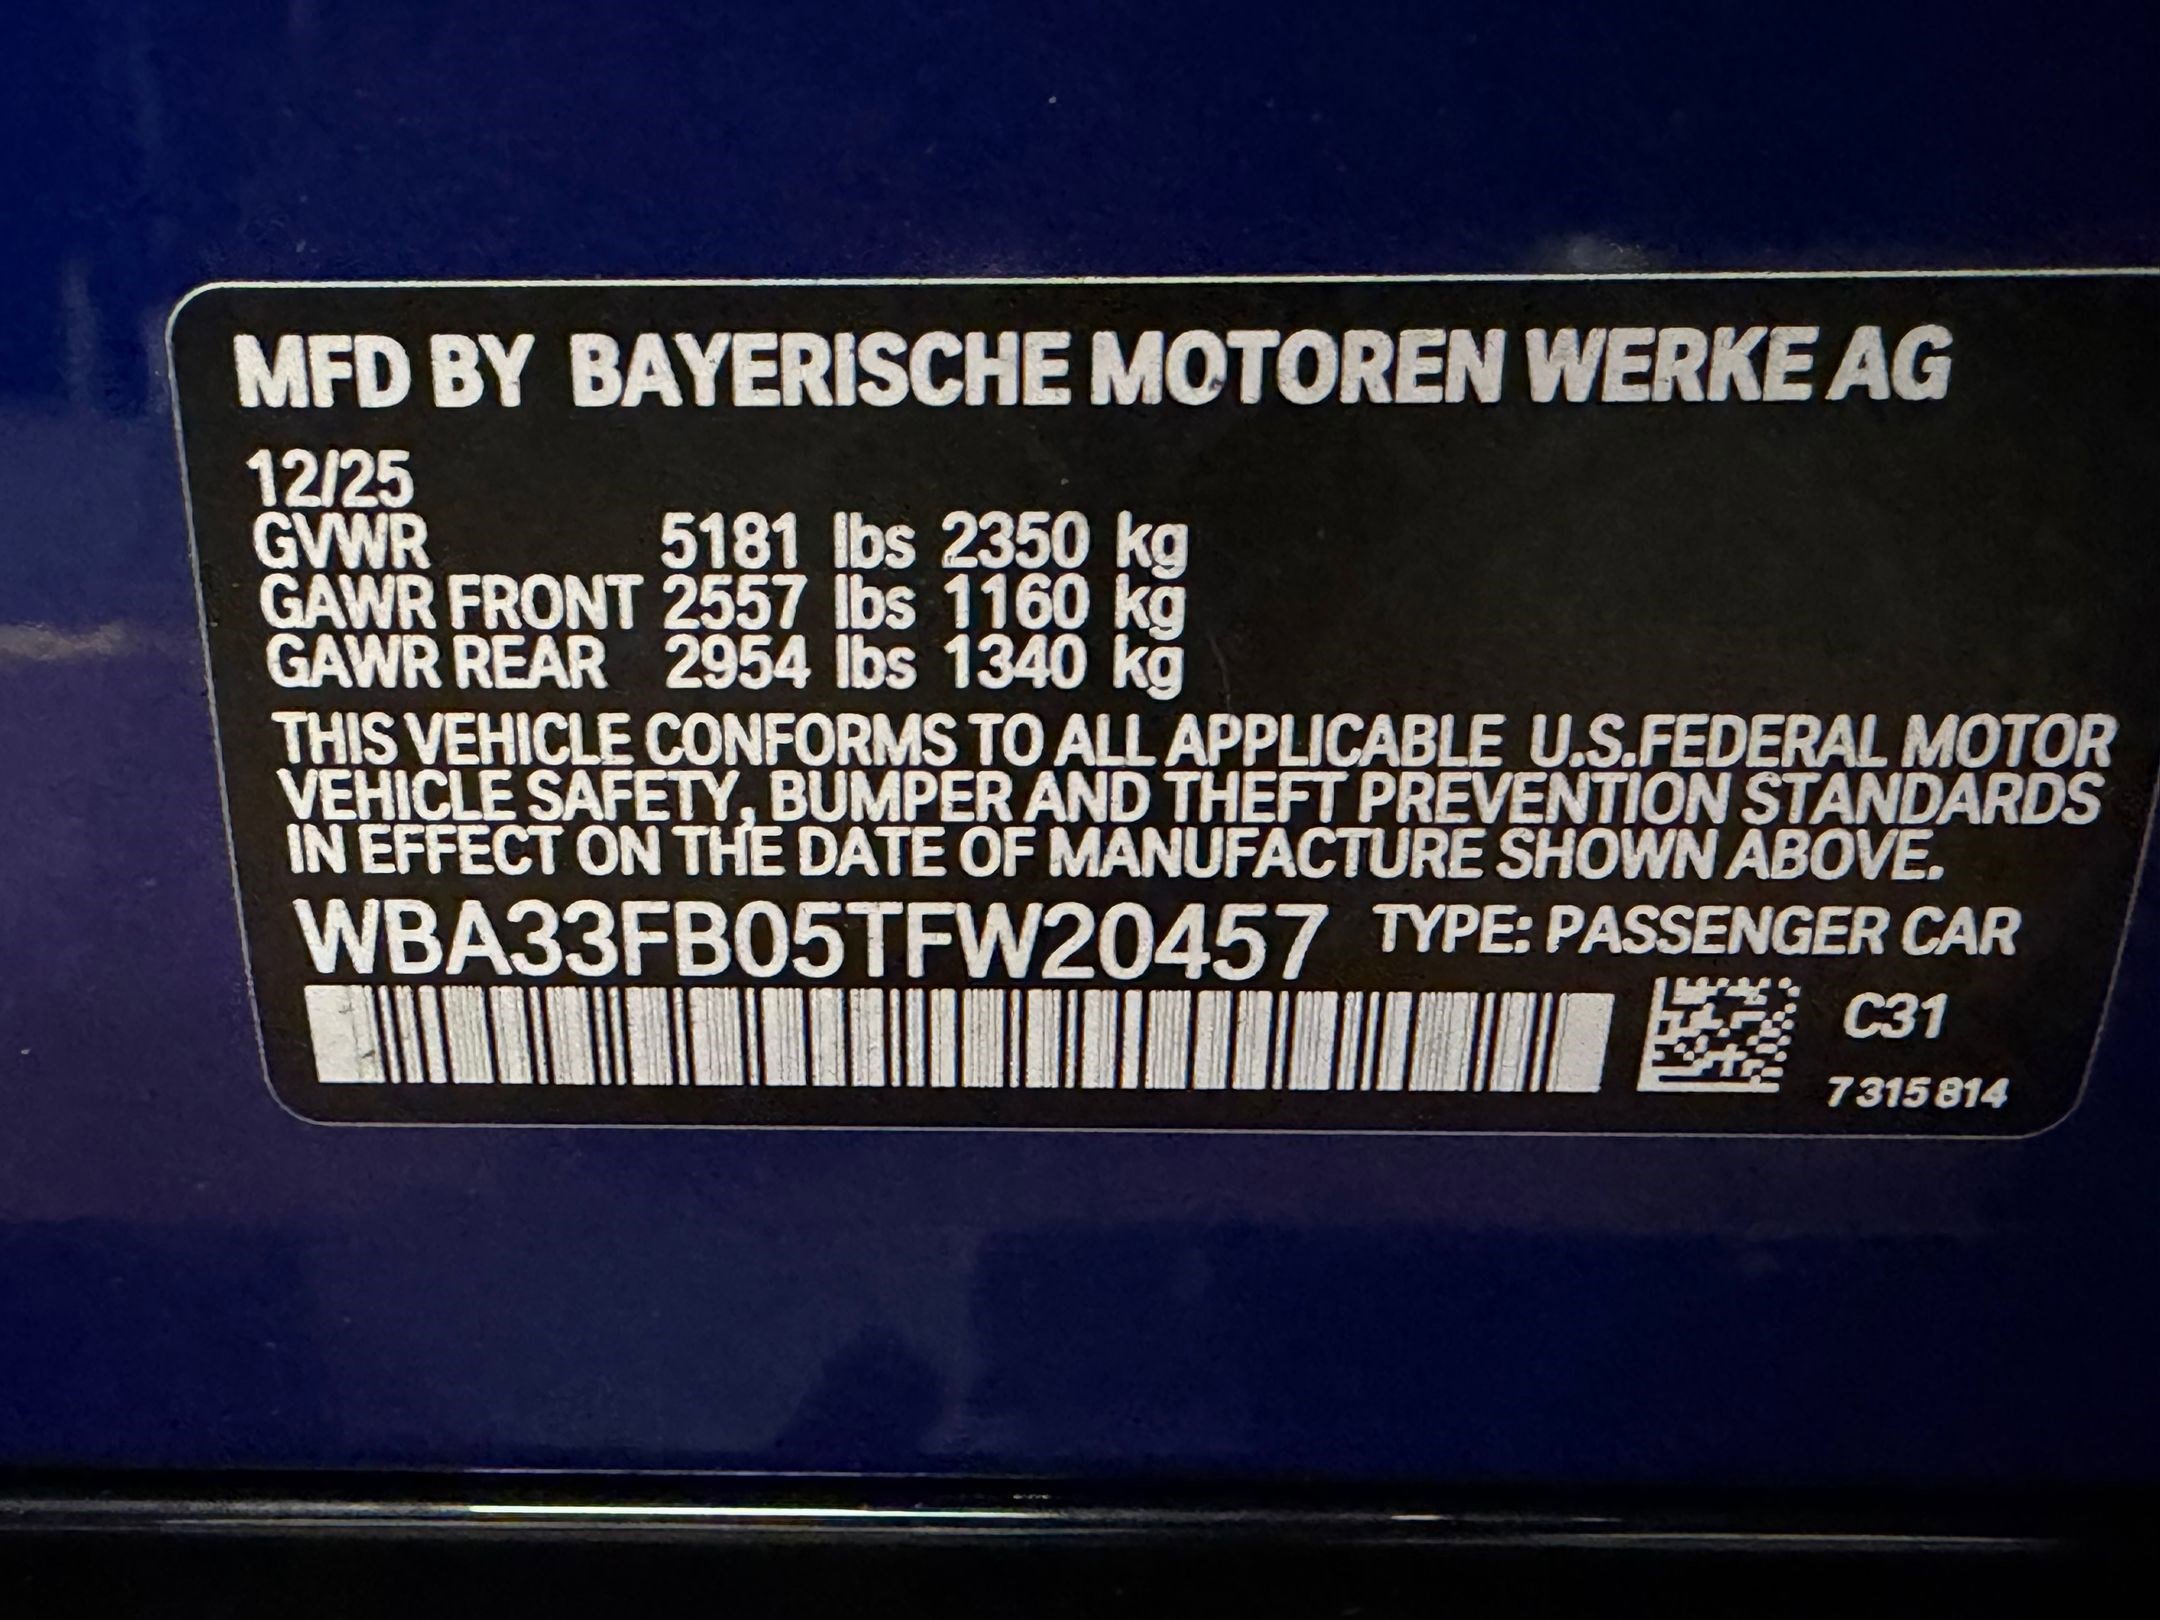 MFD BY BAYERISCHE MOTOREN WERKE AG
12/25
GVWR 5181 lbs 2350 kg
GAWR FRONT 2557 lbs 1160 kg
GAWR REAR 2954 lbs 1340 kg
THIS VEHICLE CONFORMS TO ALL APPLICABLE U.S.FEDERAL MOTOR
VEHICLE SAFETY, BUMPER AND THEFT PREVENTION STANDARDS
IN EFFECT ON THE DATE OF MANUFACTURE SHOWN ABOVE.
WBA33FB05TFW20457 TYPE: PASSENGER CAR
C31
7 315 814